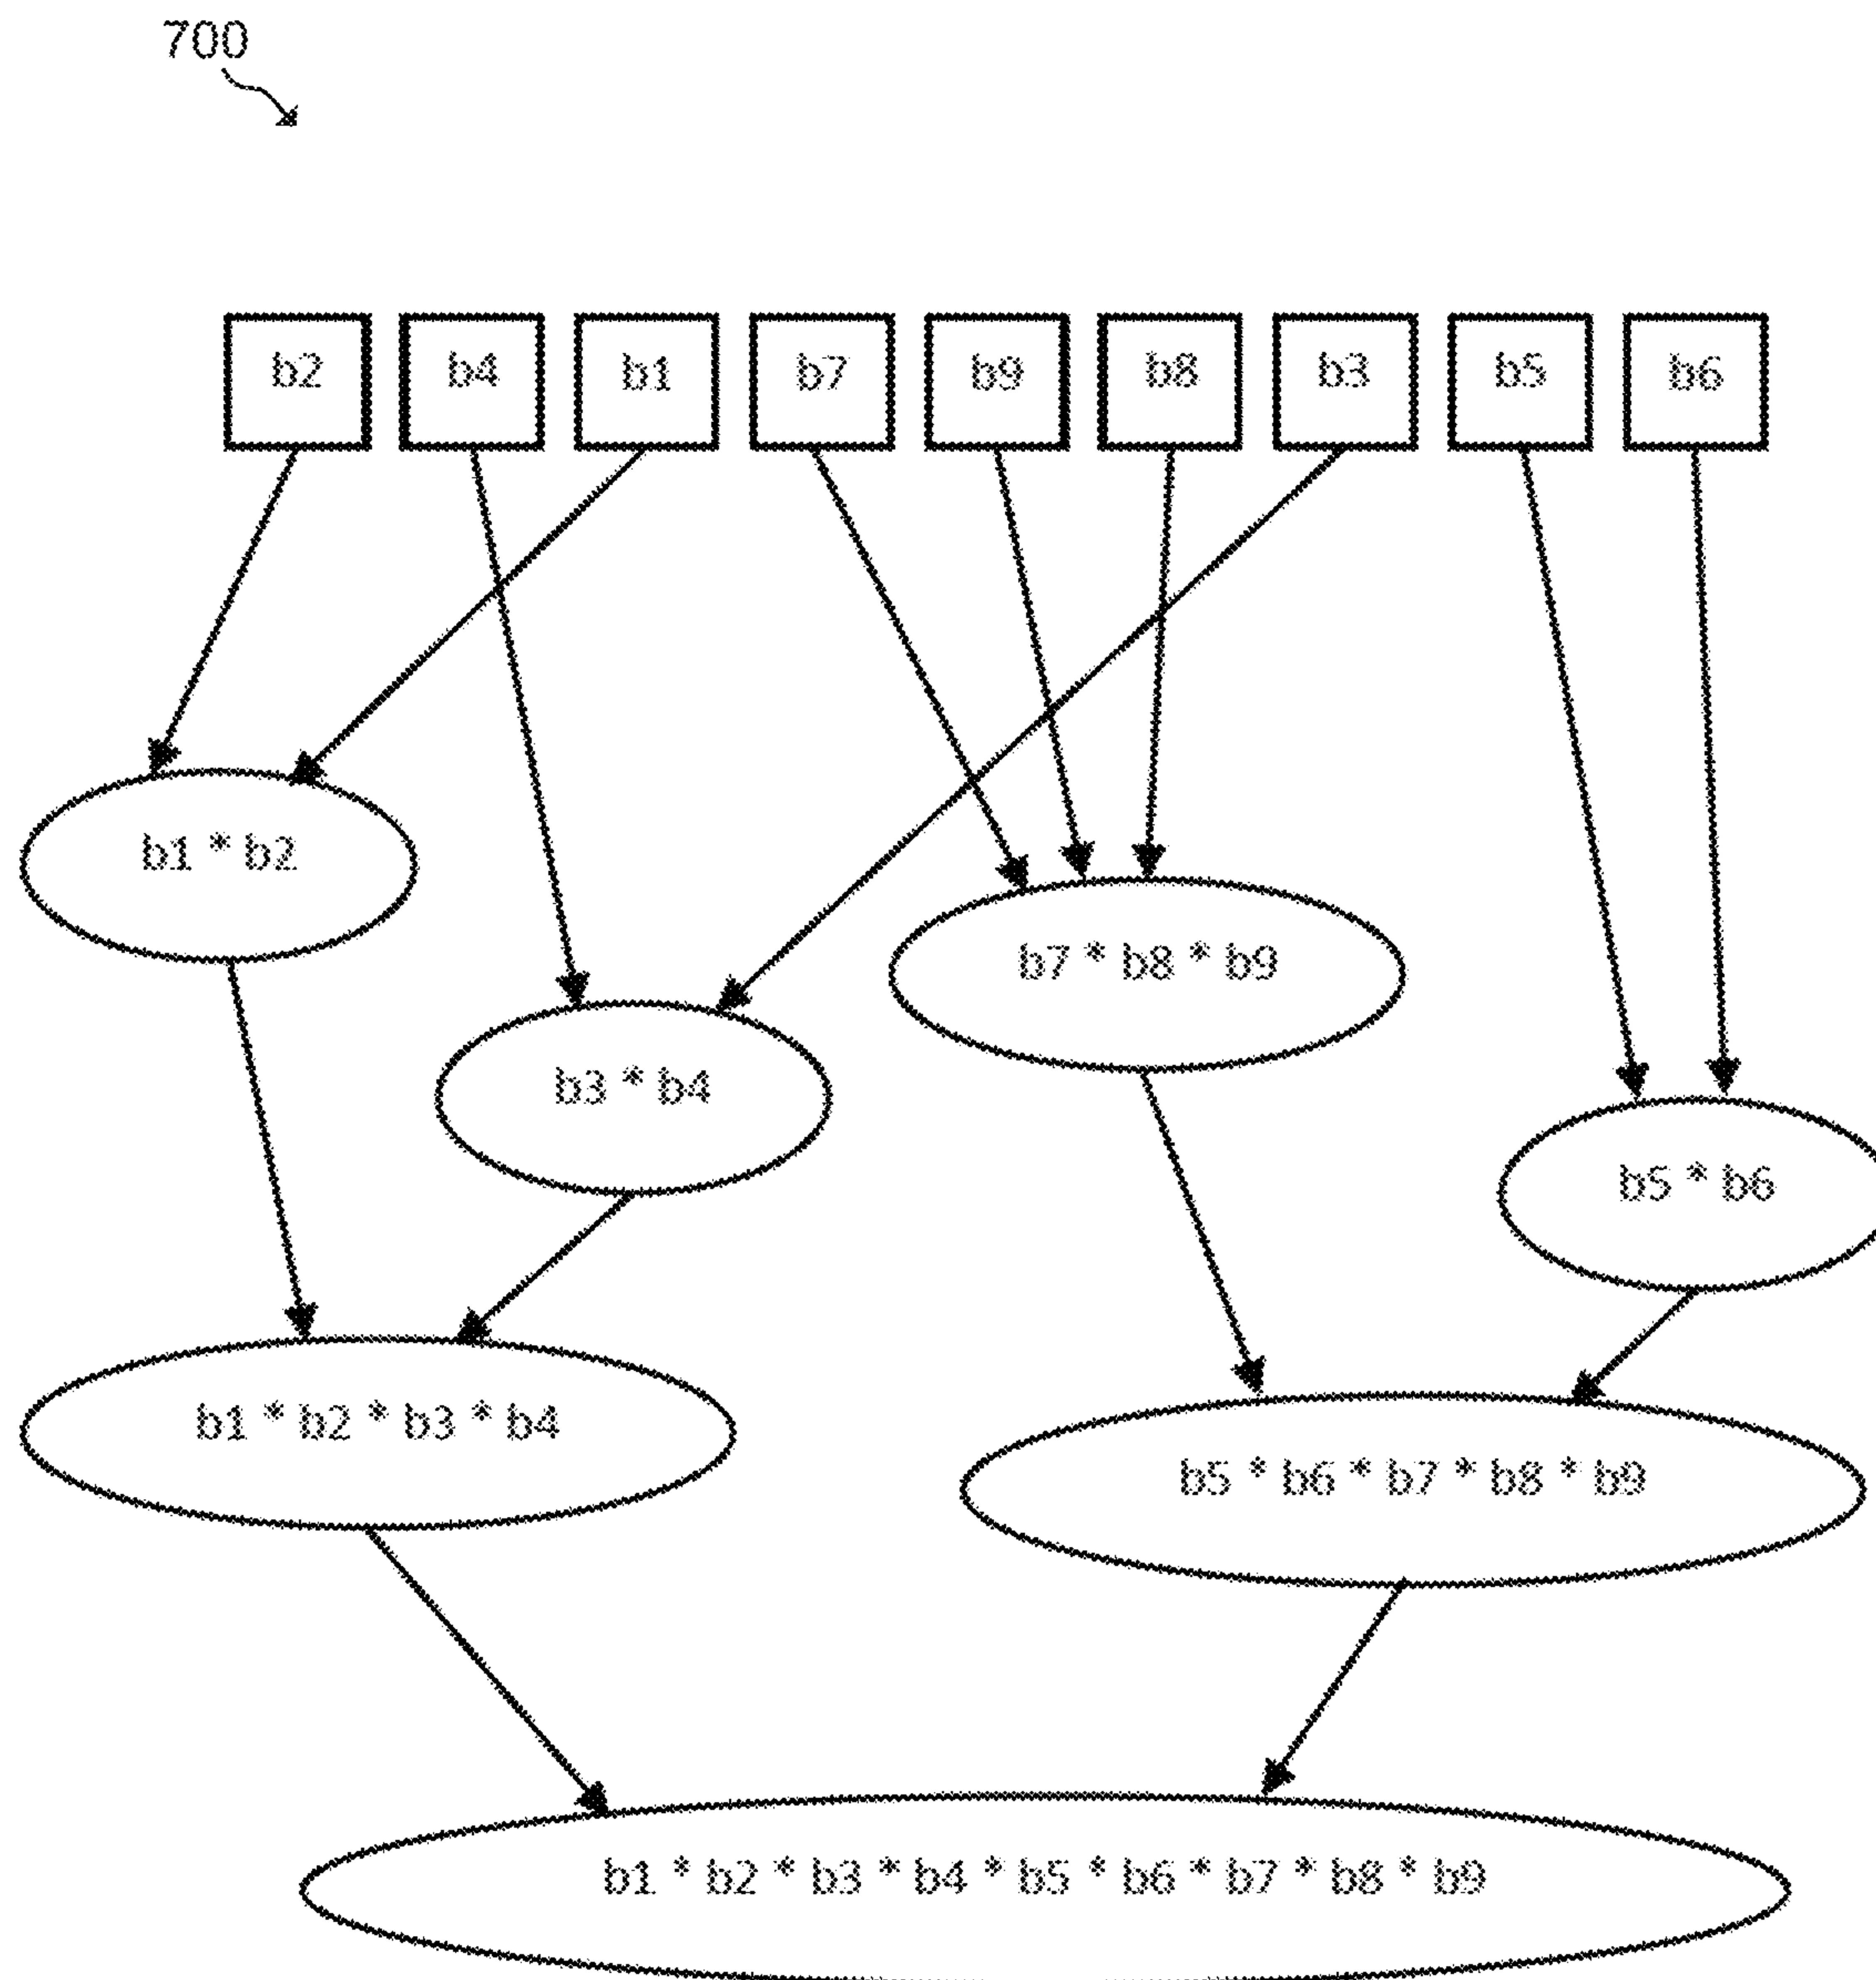 700
b2 b4 b1 b7 b9 b8 b3 b5 b6
b1 * b2
b7 * b8 * b9
b3 * b4
b5 * b6
b1 * b2 * b3 * b4
b5 * b6 * b7 * b8 * b9
b1 * b2 * b3 * b4 * b5 * b6 * b7 * b8 * b9